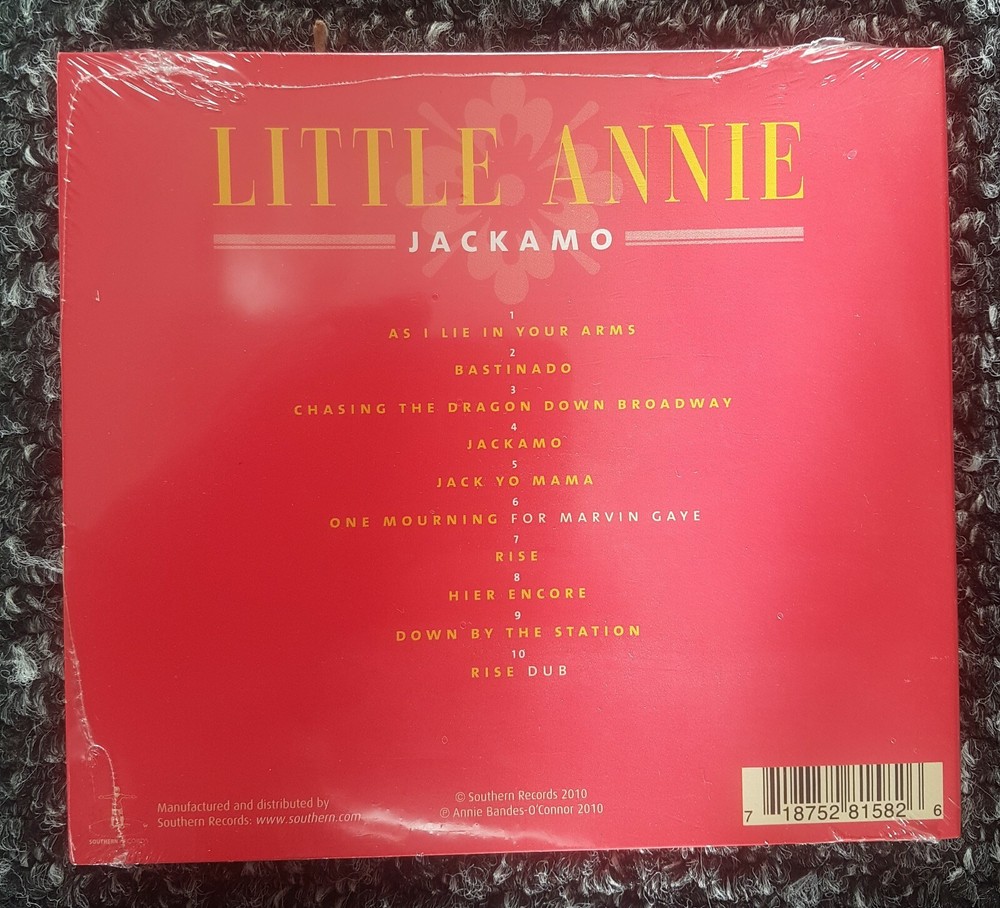 LITTLE ANNIE
JACKAMO
1
AS I LIE IN YOUR ARMS
2
BASTINADO
3
CHASING THE DRAGON DOWN BROADWAY
4
JACKAMO
5
JACK YO MAMA
6
ONE MOURNING FOR MARVIN GAYE
7
RISE
8
HIER ENCORE
9
DOWN BY THE STATION
10
RISE DUB
Manufactured and distributed by
Southern Records: www.southern.com
© Southern Records 2010
℗ Annie Bandes-O'Connor 2010
SOUTHERN RECORDS
7 18752 81582 6